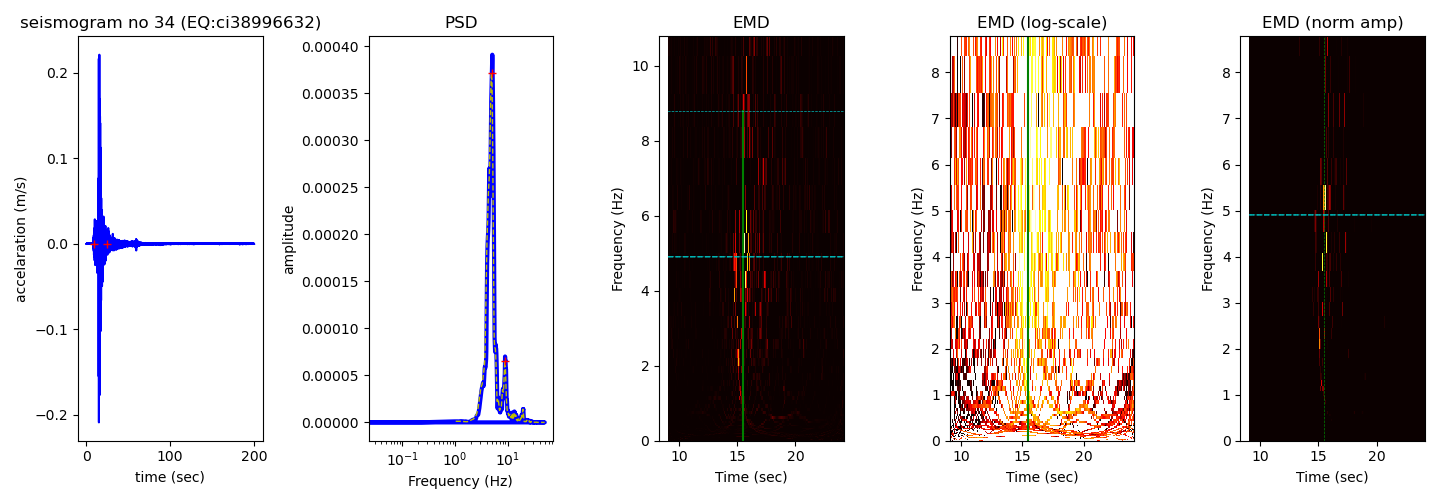 seismogram no 34 (EQ:ci38996632)
accelaration (m/s)
0.2
0.1
0.0
−0.1
−0.2
0 100 200
time (sec)
PSD
amplitude
0.00040
0.00035
0.00030
0.00025
0.00020
0.00015
0.00010
0.00005
0.00000
10⁻¹ 10⁰ 10¹
Frequency (Hz)
EMD
Frequency (Hz)
10
8
6
4
2
0
10 15 20
Time (sec)
EMD (log-scale)
Frequency (Hz)
8
7
6
5
4
3
2
1
0
10 15 20
Time (sec)
EMD (norm amp)
Frequency (Hz)
8
7
6
5
4
3
2
1
0
10 15 20
Time (sec)